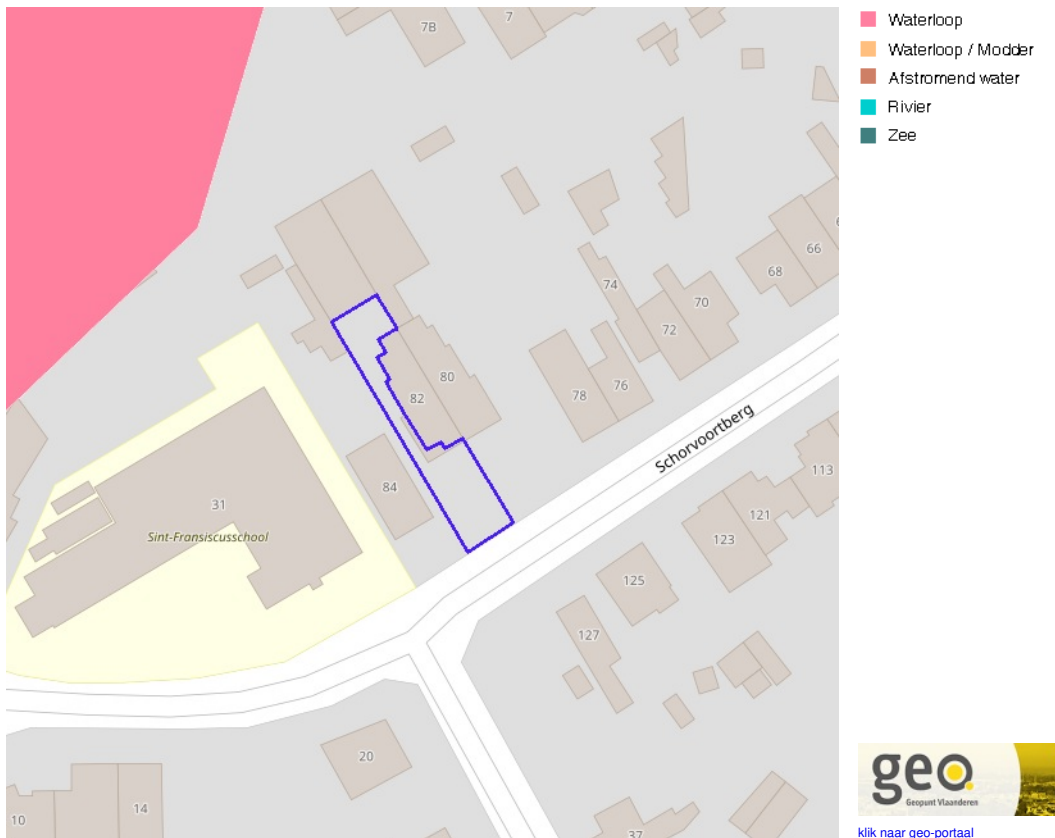 Waterloop
Waterloop / Modder
Afstromend water
Rivier
Zee
7B
7
74
66
68
70
72
80
82
78
76
84
31
Sint-Fransiscusschool
Schorvoortberg
113
121
123
125
127
20
14
10
37
geo
Geopunt Vlaanderen
klik naar geo-portaal